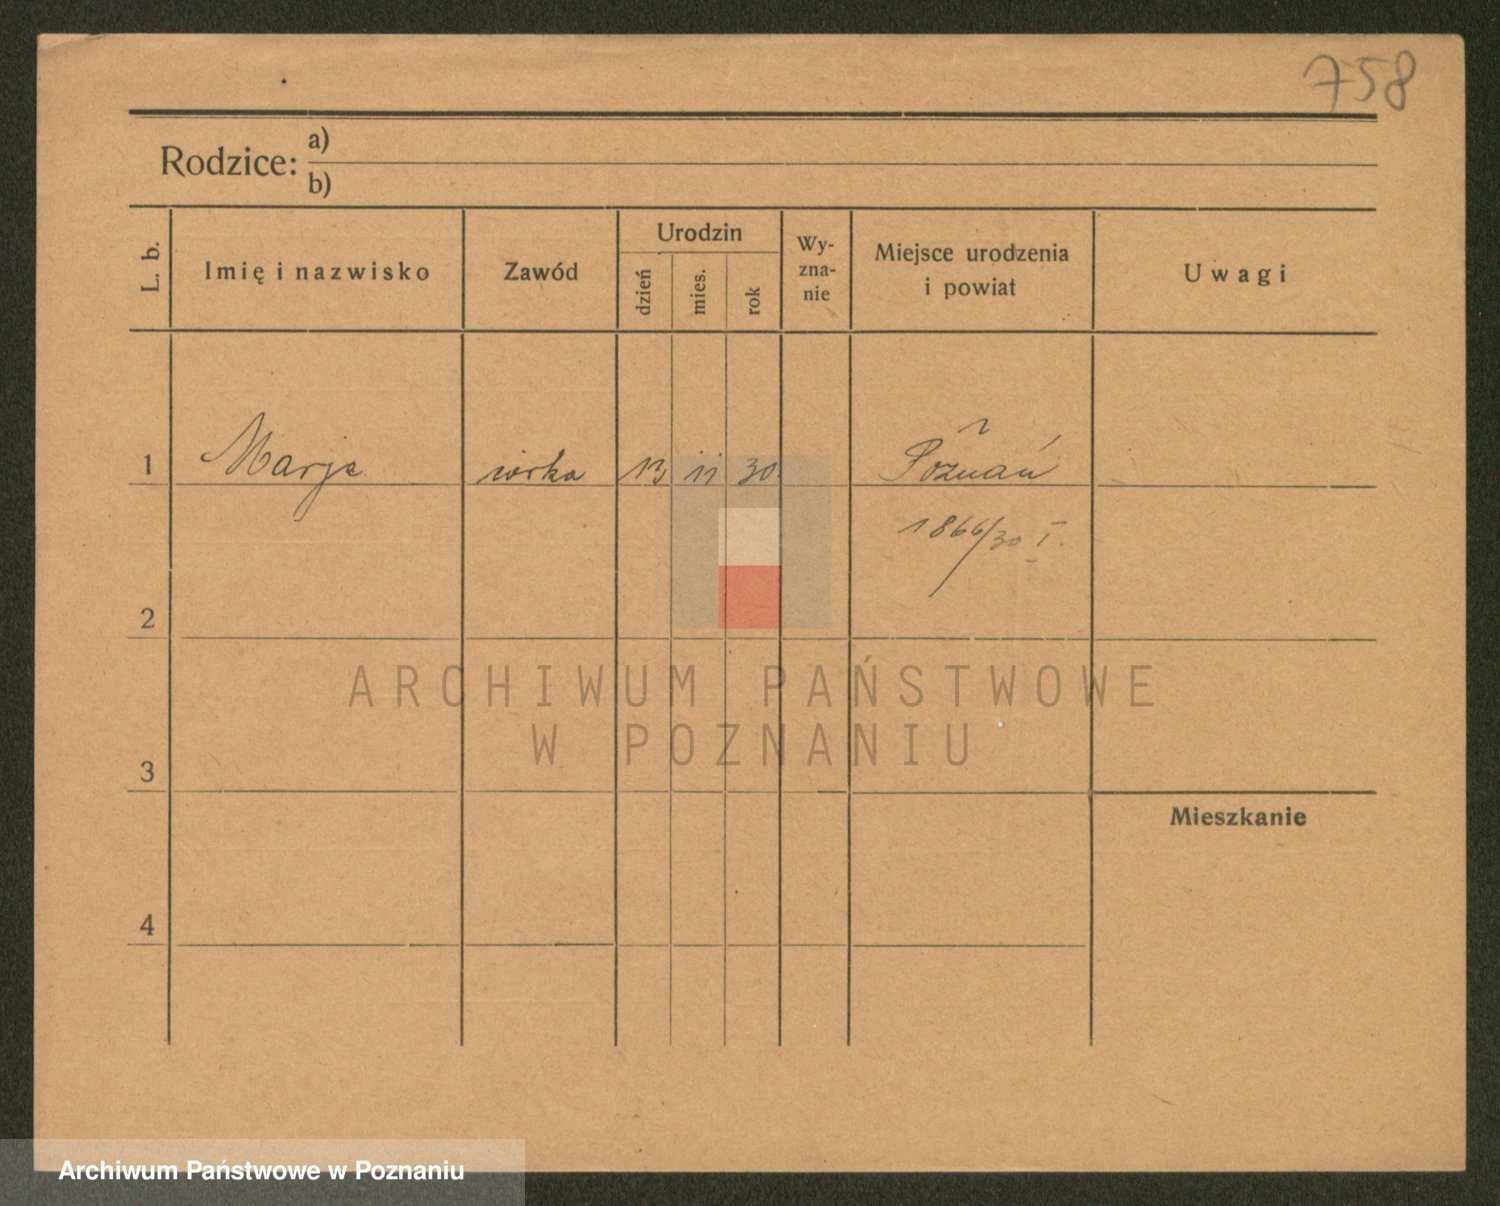 758
Rodzice: a)
b)
L. b.
Imię i nazwisko
Zawód
Urodzin
dzień
mies.
rok
Wy-
zna-
nie
Miejsce urodzenia
i powiat
Uwagi
1 Marja córka 13 11 30. Poznań
1866/30 I.
2
3
Mieszkanie
4
ARCHIWUM PAŃSTWOWE
W POZNANIU
Archiwum Państwowe w Poznaniu